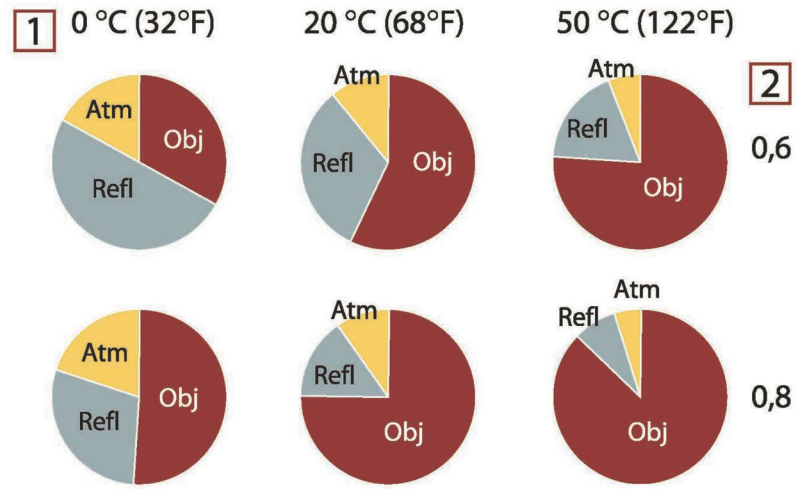 1 0 °C (32°F) 20 °C (68°F) 50 °C (122°F)
2
0,6
Atm Obj Refl
Atm Refl Obj
Atm Refl Obj
0,8
Atm Obj Refl
Atm Refl Obj
Atm Refl Obj